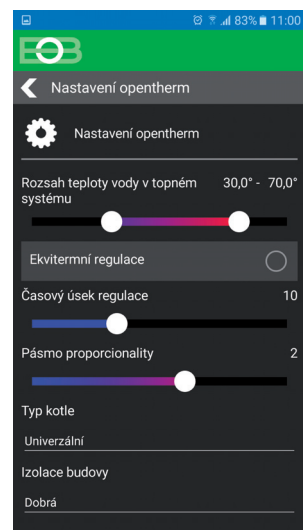 83% 11:00
EOB
Nastavení opentherm
Nastavení opentherm
Rozsah teploty vody v topném systému 30,0° - 70,0°
Ekvitermní regulace
Časový úsek regulace 10
Pásmo proporcionality 2
Typ kotle
Univerzální
Izolace budovy
Dobrá